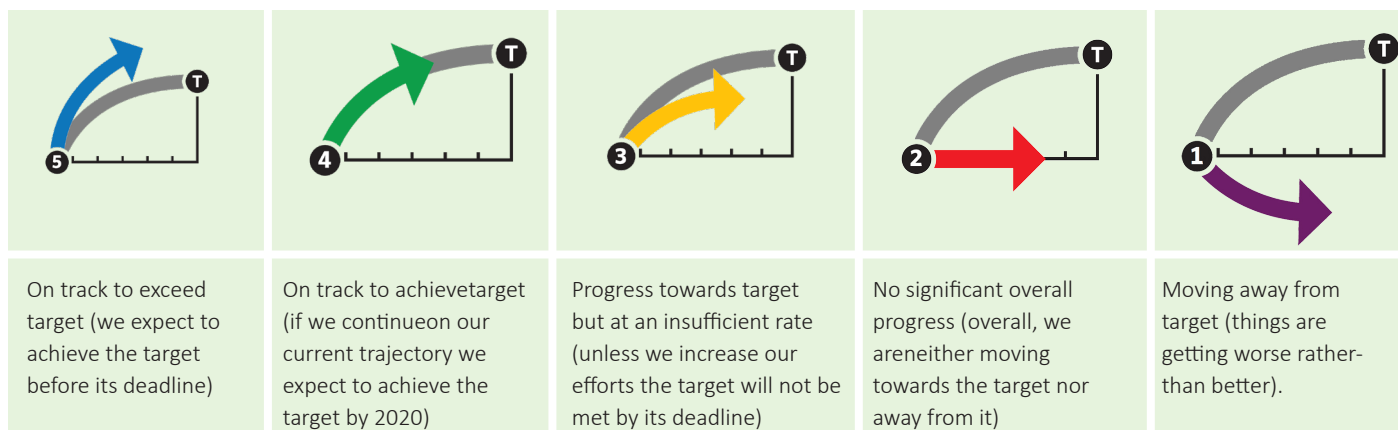 T
5
T
4
T
3
T
2
T
1
On track to exceed
target (we expect to
achieve the target
before its deadline)
On track to achievetarget
(if we continueon our
current trajectory we
expect to achieve the
target by 2020)
Progress towards target
but at an insufficient rate
(unless we increase our
efforts the target will not be
met by its deadline)
No significant overall
progress (overall, we
areneither moving
towards the target nor
away from it)
Moving away from
target (things are
getting worse rather-
than better).